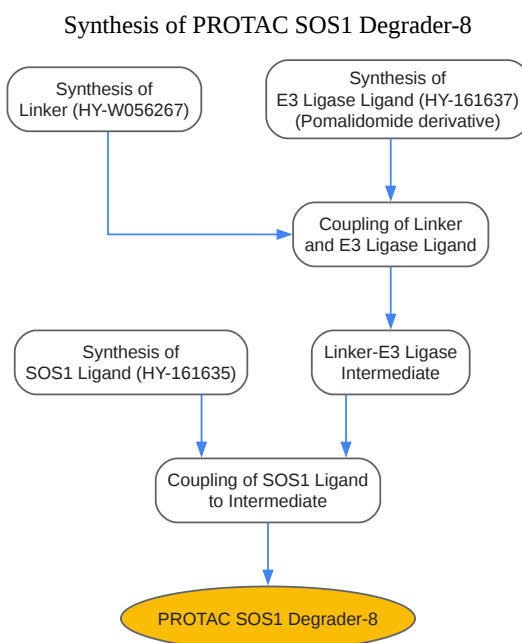 Synthesis of PROTAC SOS1 Degrader-8
Synthesis of
Linker (HY-W056267)
Synthesis of
E3 Ligase Ligand (HY-161637)
(Pomalidomide derivative)
Coupling of Linker
and E3 Ligase Ligand
Synthesis of
SOS1 Ligand (HY-161635)
Linker-E3 Ligase
Intermediate
Coupling of SOS1 Ligand
to Intermediate
PROTAC SOS1 Degrader-8